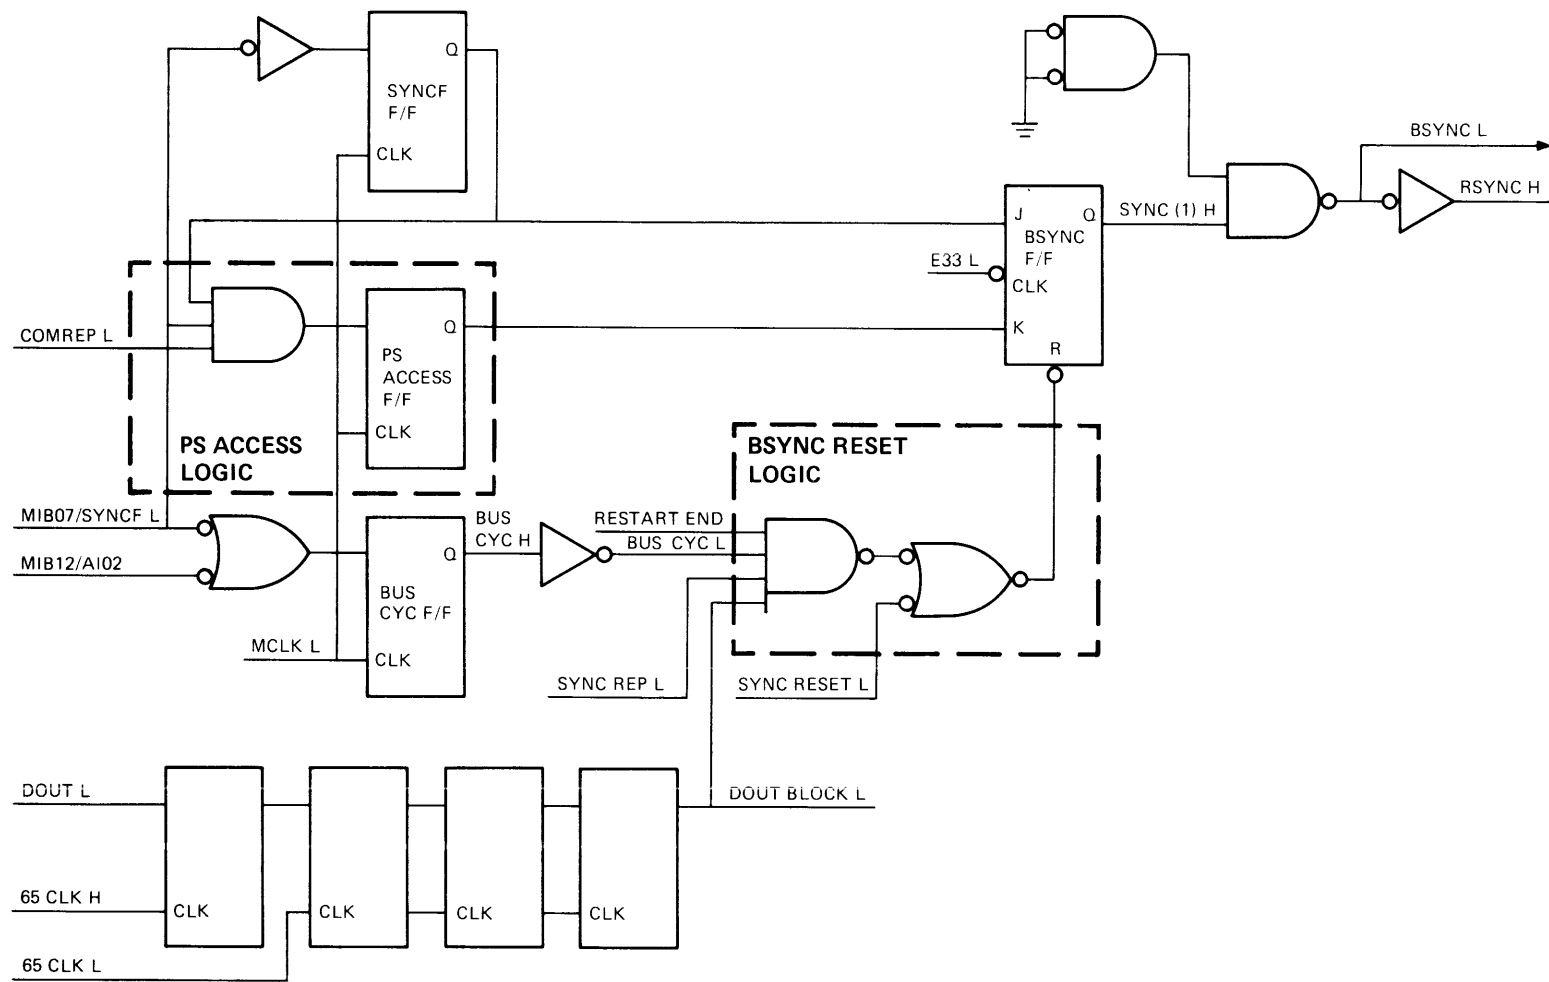 Q
SYNCF
F/F
CLK
BSYNC L
RSYNC H
J
Q
SYNC (1) H
BSYNC
F/F
E33 L
CLK
K
R
COMREP L
Q
PS
ACCESS
F/F
CLK
PS ACCESS
LOGIC
BSYNC RESET
LOGIC
MIB07/SYNCF L
MIB12/AI02
BUS
CYC H
Q
BUS
CYC F/F
MCLK L
CLK
RESTART END
BUS CYC L
SYNC REP L
SYNC RESET L
DOUT L
DOUT BLOCK L
65 CLK H
CLK
CLK
CLK
CLK
65 CLK L